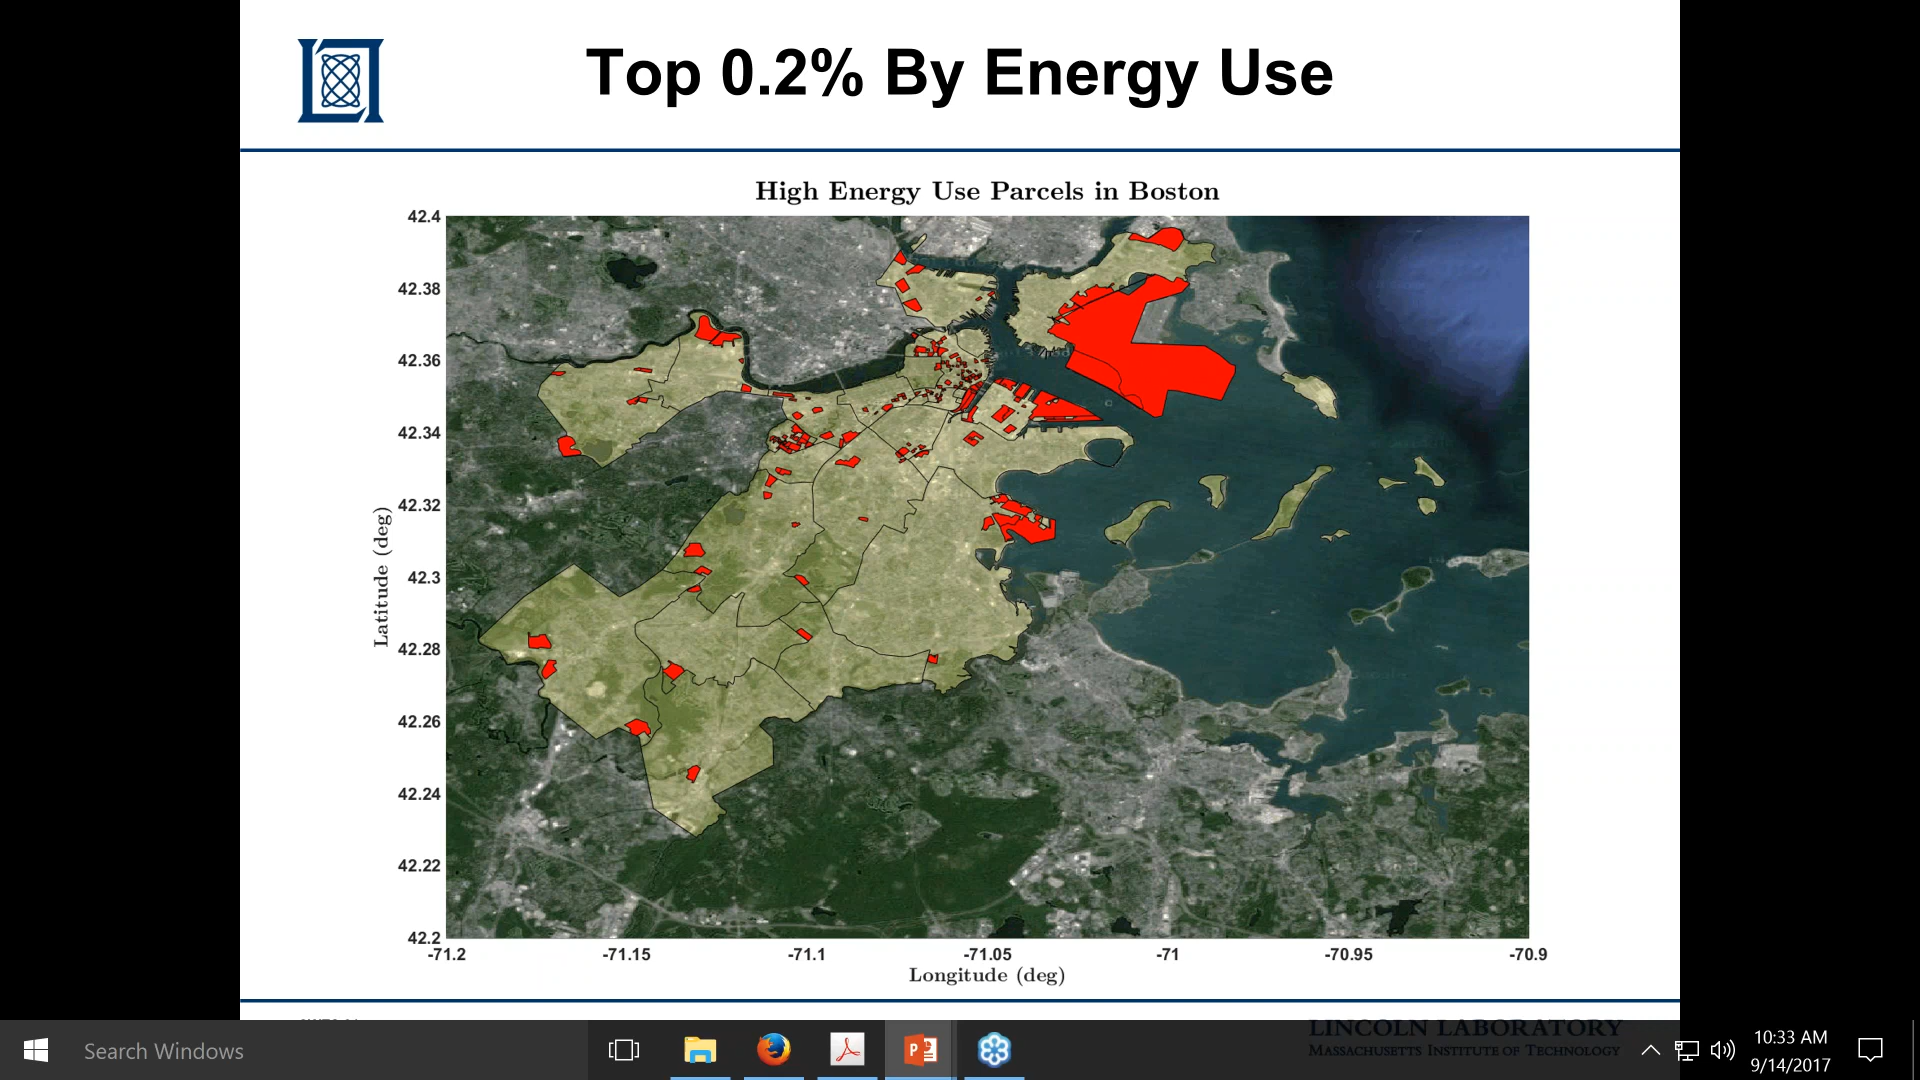 Top 0.2% By Energy Use
High Energy Use Parcels in Boston
42.4
42.38
42.36
42.34
42.32
42.3
42.28
42.26
42.24
42.22
42.2
Latitude (deg)
-71.2
-71.15
-71.1
-71.05
-71
-70.95
-70.9
Longitude (deg)
LINCOLN LABORATORY
MASSACHUSETTS INSTITUTE OF TECHNOLOGY
Search Windows
10:33 AM
9/14/2017